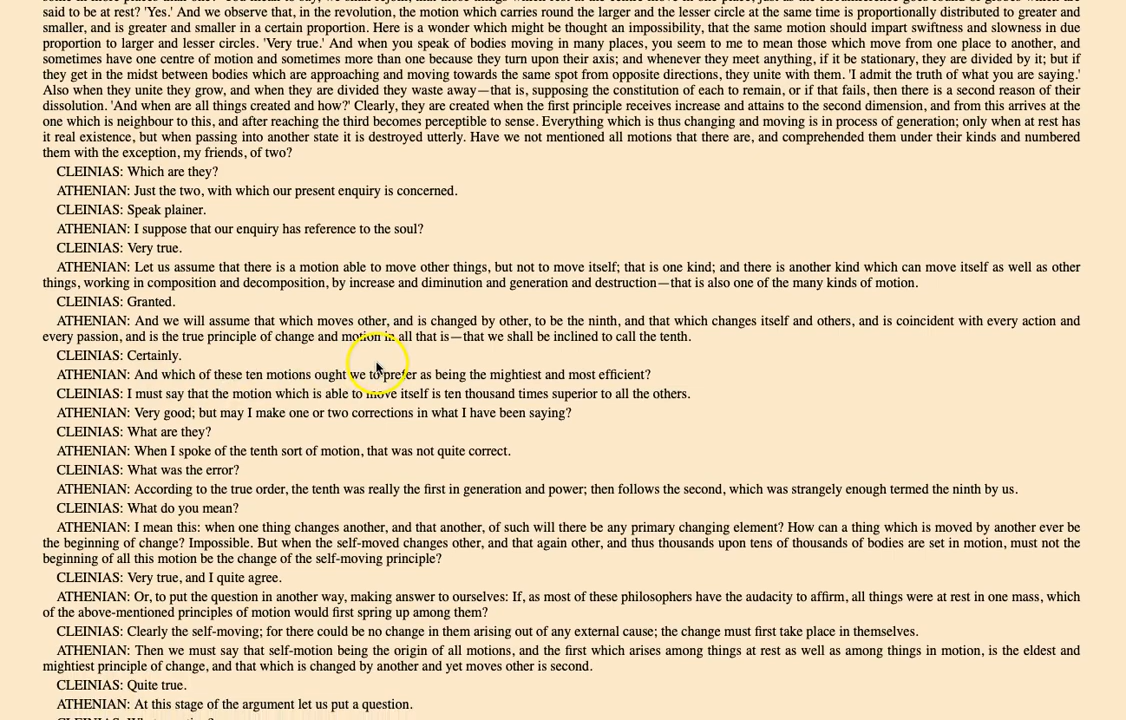 said to be at rest? 'Yes.' And we observe that, in the revolution, the motion which carries round the larger and the lesser circle at the same time is proportionally distributed to greater and
smaller, and is greater and smaller in a certain proportion. Here is a wonder which might be thought an impossibility, that the same motion should impart swiftness and slowness in due
proportion to larger and lesser circles. 'Very true.' And when you speak of bodies moving in many places, you seem to me to mean those which move from one place to another, and
sometimes have one centre of motion and sometimes more than one because they turn upon their axis; and whenever they meet anything, if it be stationary, they are divided by it; but if
they get in the midst between bodies which are approaching and moving towards the same spot from opposite directions, they unite with them. 'I admit the truth of what you are saying.'
Also when they unite they grow, and when they are divided they waste away—that is, supposing the constitution of each to remain, or if that fails, then there is a second reason of their
dissolution. 'And when are all things created and how?' Clearly, they are created when the first principle receives increase and attains to the second dimension, and from this arrives at the
one which is neighbour to this, and after reaching the third becomes perceptible to sense. Everything which is thus changing and moving is in process of generation; only when at rest has
it real existence, but when passing into another state it is destroyed utterly. Have we not mentioned all motions that there are, and comprehended them under their kinds and numbered
them with the exception, my friends, of two?
CLEINIAS: Which are they?
ATHENIAN: Just the two, with which our present enquiry is concerned.
CLEINIAS: Speak plainer.
ATHENIAN: I suppose that our enquiry has reference to the soul?
CLEINIAS: Very true.
ATHENIAN: Let us assume that there is a motion able to move other things, but not to move itself; that is one kind; and there is another kind which can move itself as well as other
things, working in composition and decomposition, by increase and diminution and generation and destruction—that is also one of the many kinds of motion.
CLEINIAS: Granted.
ATHENIAN: And we will assume that which moves other, and is changed by other, to be the ninth, and that which changes itself and others, and is coincident with every action and
every passion, and is the true principle of change and motion in all that is—that we shall be inclined to call the tenth.
CLEINIAS: Certainly.
ATHENIAN: And which of these ten motions ought we to prefer as being the mightiest and most efficient?
CLEINIAS: I must say that the motion which is able to move itself is ten thousand times superior to all the others.
ATHENIAN: Very good; but may I make one or two corrections in what I have been saying?
CLEINIAS: What are they?
ATHENIAN: When I spoke of the tenth sort of motion, that was not quite correct.
CLEINIAS: What was the error?
ATHENIAN: According to the true order, the tenth was really the first in generation and power; then follows the second, which was strangely enough termed the ninth by us.
CLEINIAS: What do you mean?
ATHENIAN: I mean this: when one thing changes another, and that another, of such will there be any primary changing element? How can a thing which is moved by another ever be
the beginning of change? Impossible. But when the self-moved changes other, and that again other, and thus thousands upon tens of thousands of bodies are set in motion, must not the
beginning of all this motion be the change of the self-moving principle?
CLEINIAS: Very true, and I quite agree.
ATHENIAN: Or, to put the question in another way, making answer to ourselves: If, as most of these philosophers have the audacity to affirm, all things were at rest in one mass, which
of the above-mentioned principles of motion would first spring up among them?
CLEINIAS: Clearly the self-moving; for there could be no change in them arising out of any external cause; the change must first take place in themselves.
ATHENIAN: Then we must say that self-motion being the origin of all motions, and the first which arises among things at rest as well as among things in motion, is the eldest and
mightiest principle of change, and that which is changed by another and yet moves other is second.
CLEINIAS: Quite true.
ATHENIAN: At this stage of the argument let us put a question.